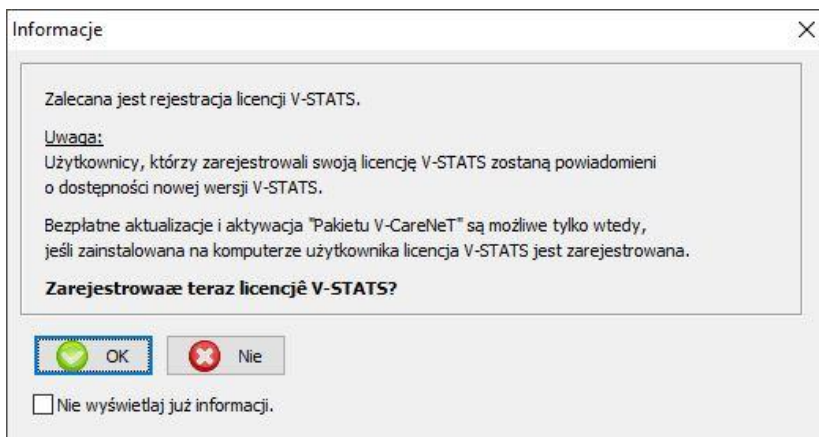 Informacje
Zalecana jest rejestracja licencji V-STATS.
Uwaga:
Użytkownicy, którzy zarejestrowali swoją licencję V-STATS zostaną powiadomieni
o dostępności nowej wersji V-STATS.
Bezpłatne aktualizacje i aktywacja "Pakietu V-CareNeT" są możliwe tylko wtedy,
jeśli zainstalowana na komputerze użytkownika licencja V-STATS jest zarejestrowana.
Zarejestrowaæ teraz licencjê V-STATS?
OK Nie
Nie wyświetlaj już informacji.